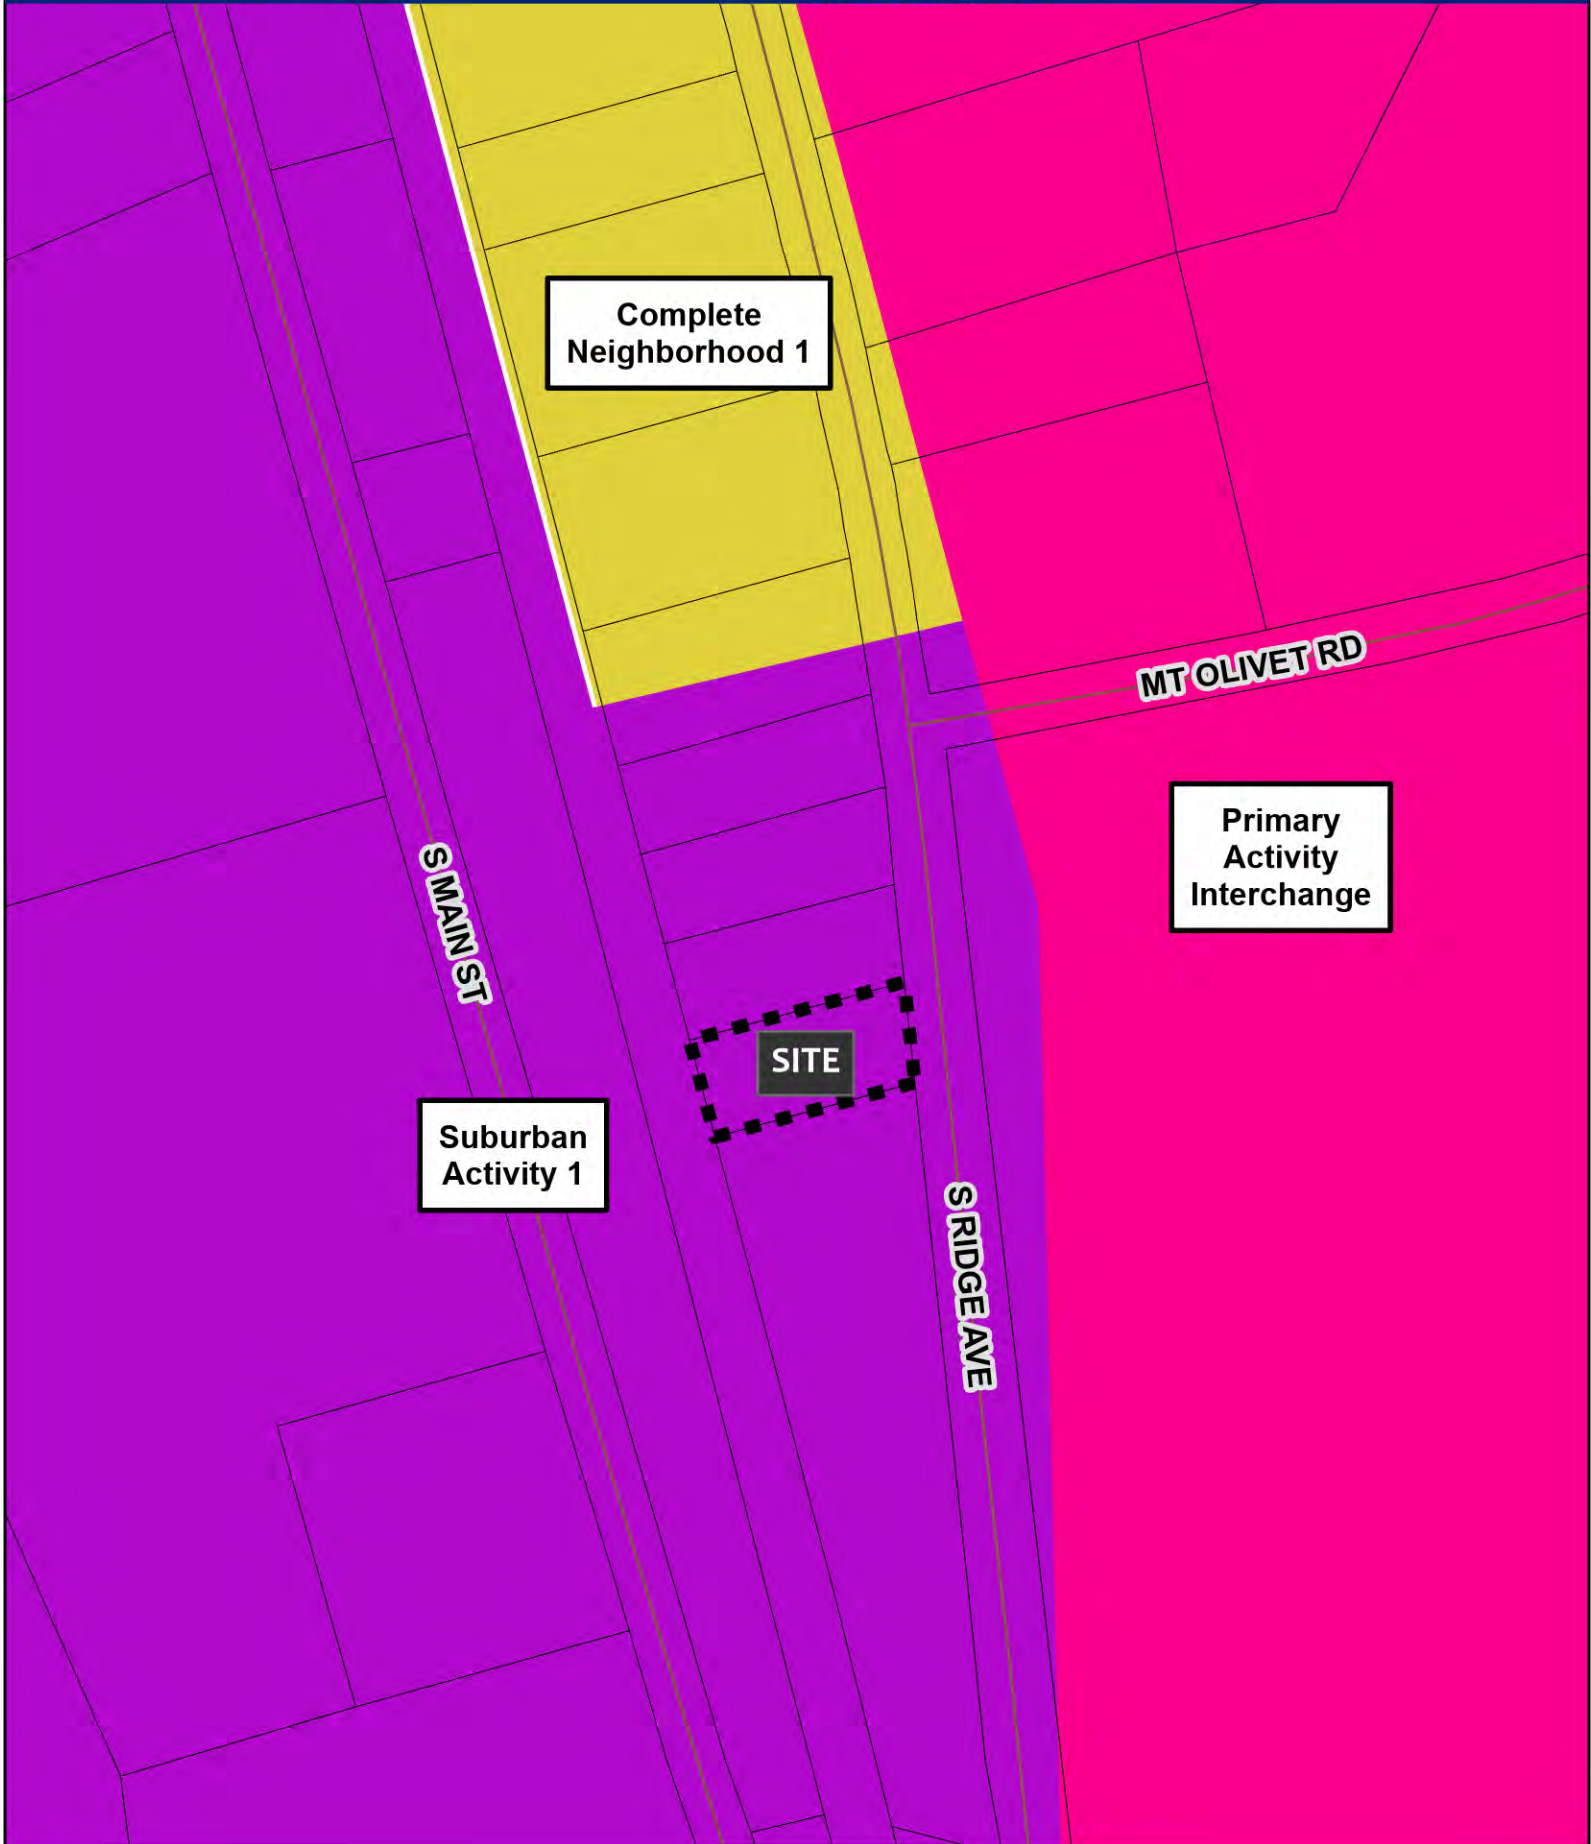 Complete
Neighborhood 1
MT OLIVET RD
Primary
Activity
Interchange
S MAIN ST
SITE
Suburban
Activity 1
S RIDGE AVE